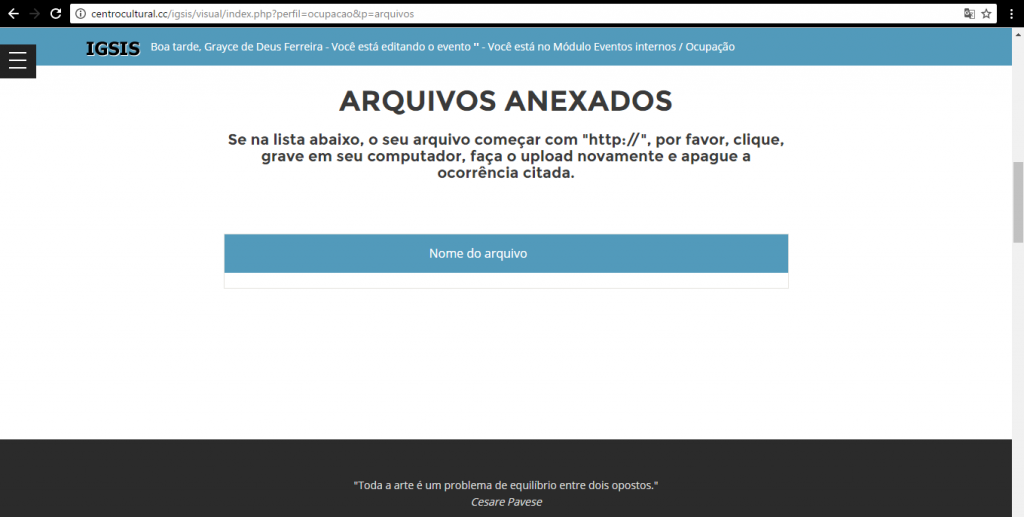 centrocultural.cc/igsis/visual/index.php?perfil=ocupacao&p=arquivos
IGSIS Boa tarde, Grayce de Deus Ferreira - Você está editando o evento '' - Você está no Módulo Eventos internos / Ocupação
ARQUIVOS ANEXADOS
Se na lista abaixo, o seu arquivo começar com "http://", por favor, clique,
grave em seu computador, faça o upload novamente e apague a
ocorrência citada.
Nome do arquivo
"Toda a arte é um problema de equilíbrio entre dois opostos."
Cesare Pavese